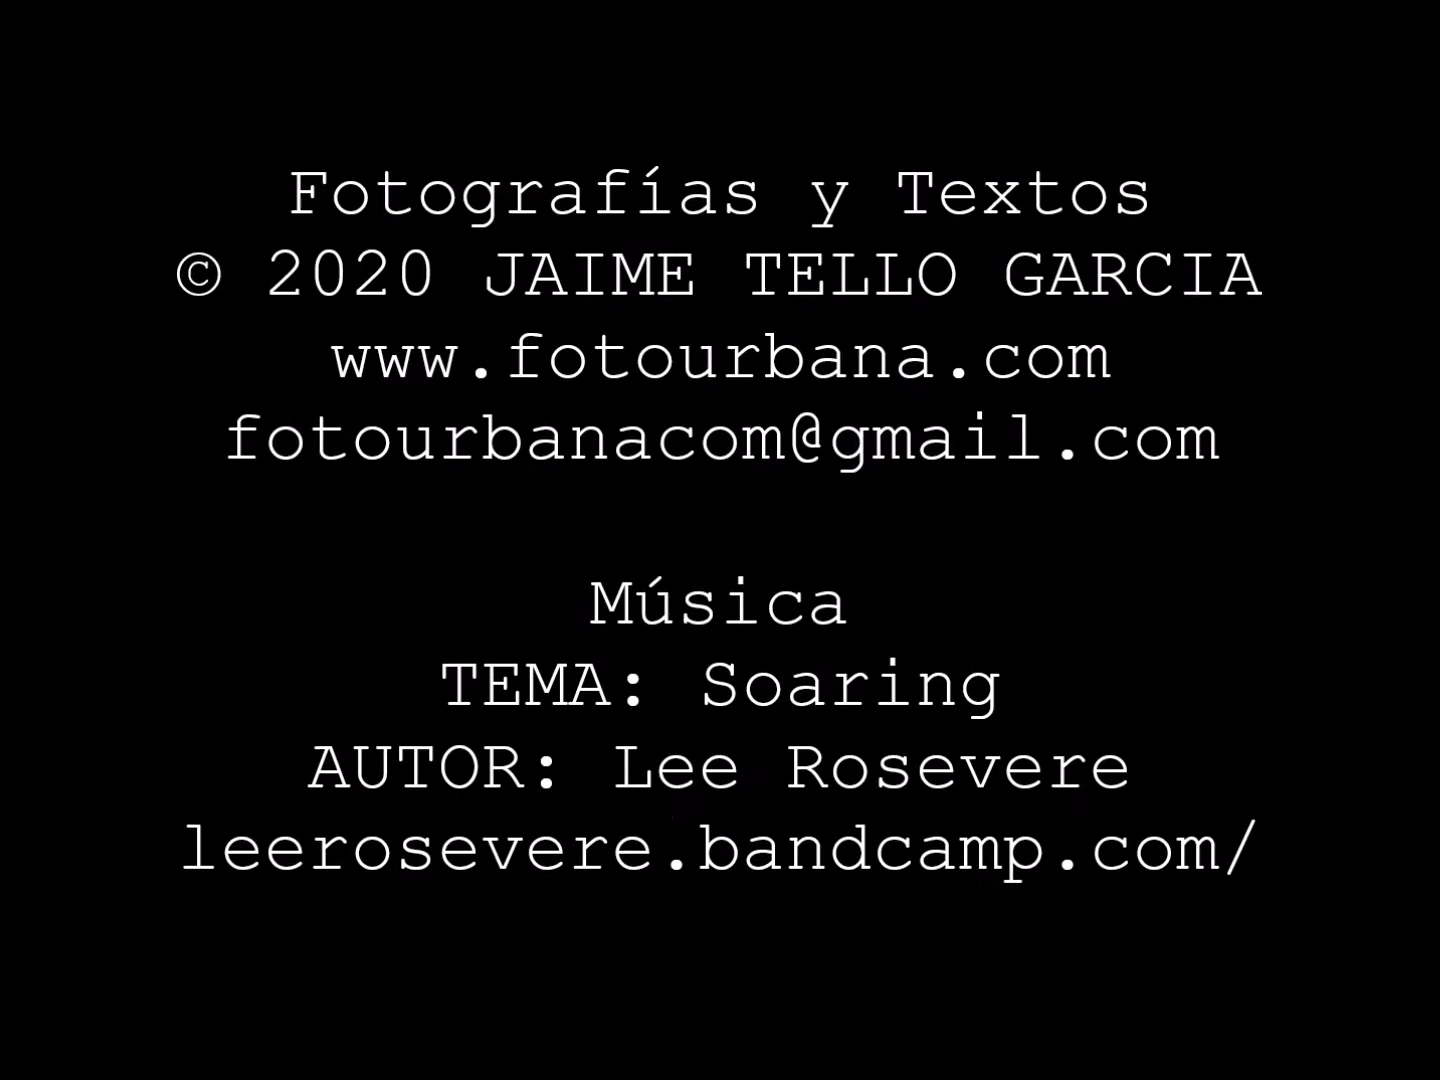 Fotografías y Textos
© 2020 JAIME TELLO GARCIA
www.fotourbana.com
fotourbanacom@gmail.com
Música
TEMA: Soaring
AUTOR: Lee Rosevere
leerosevere.bandcamp.com/